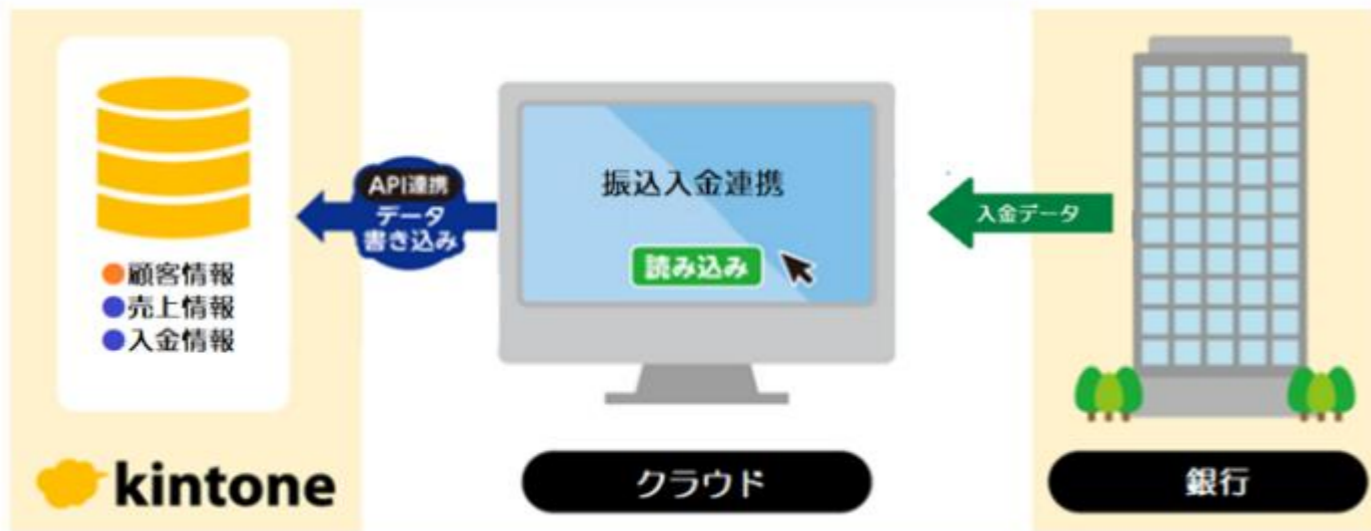 API連携
データ
書き込み
●顧客情報
●売上情報
●入金情報
kintone
振込入金連携
読み込み
クラウド
入金データ
銀行